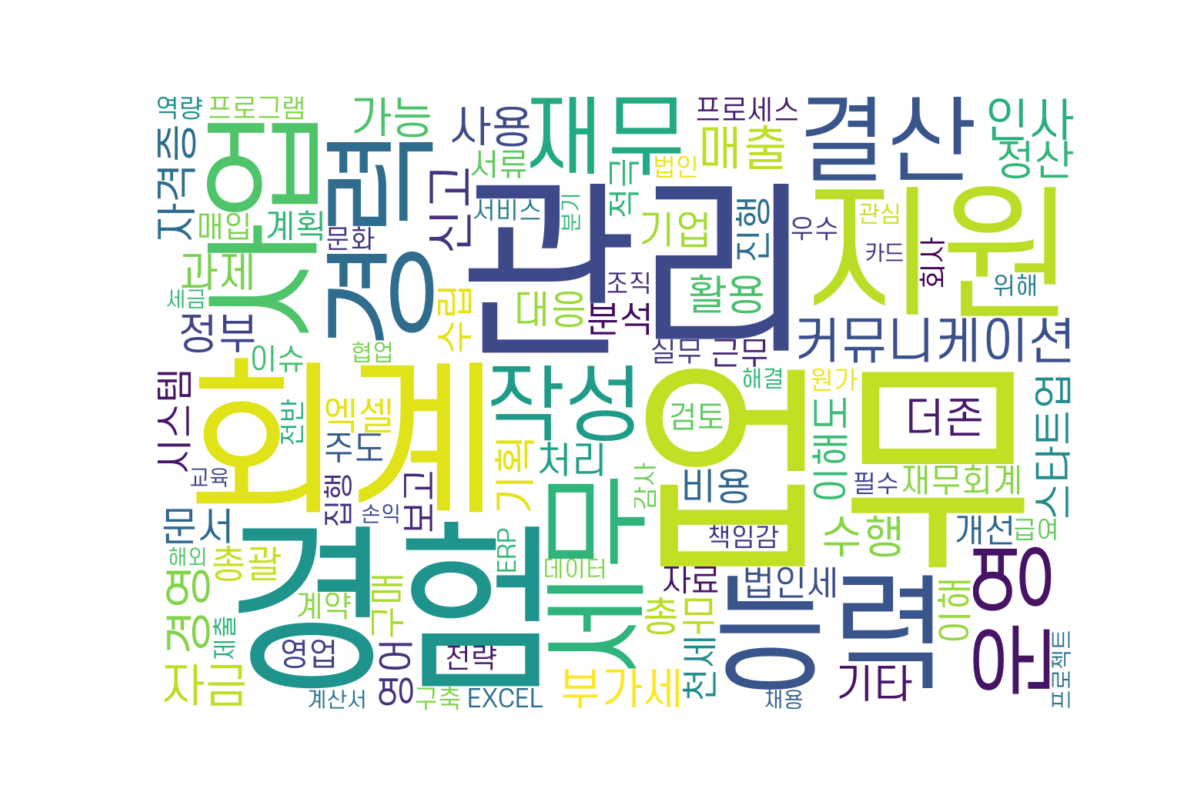 역량
프로그램
가능
사용
재무
프로세스
결산
인사
자격증
사업
경력
서류
적극
법인
매출
정산
매입
계획
문화
신고
서비스
분기
기업
진행
우수
관심
지원
관리
과제
세금
정부
이슈
협업
수립
대응
조직
분석
활용
카드
회사
위해
실무
근무
커뮤니케이션
시스템
회계
전반
엑셀
주도
작성
업무
검토
해결
원가
이해도
더존
스타트업
교육
집행
손익
보고
기획
처리
감사
비용
필수
재무회계
문서
해외
총괄
경험
ERP
세무
데이터
책임감
수행
개선
급여
경영
제출
계약
구매
자료
법인세
총무
능력
이해
운영
자금
영업
영어
전략
천세무
기타
프로젝트
계산서
구축
EXCEL
부가세
채용